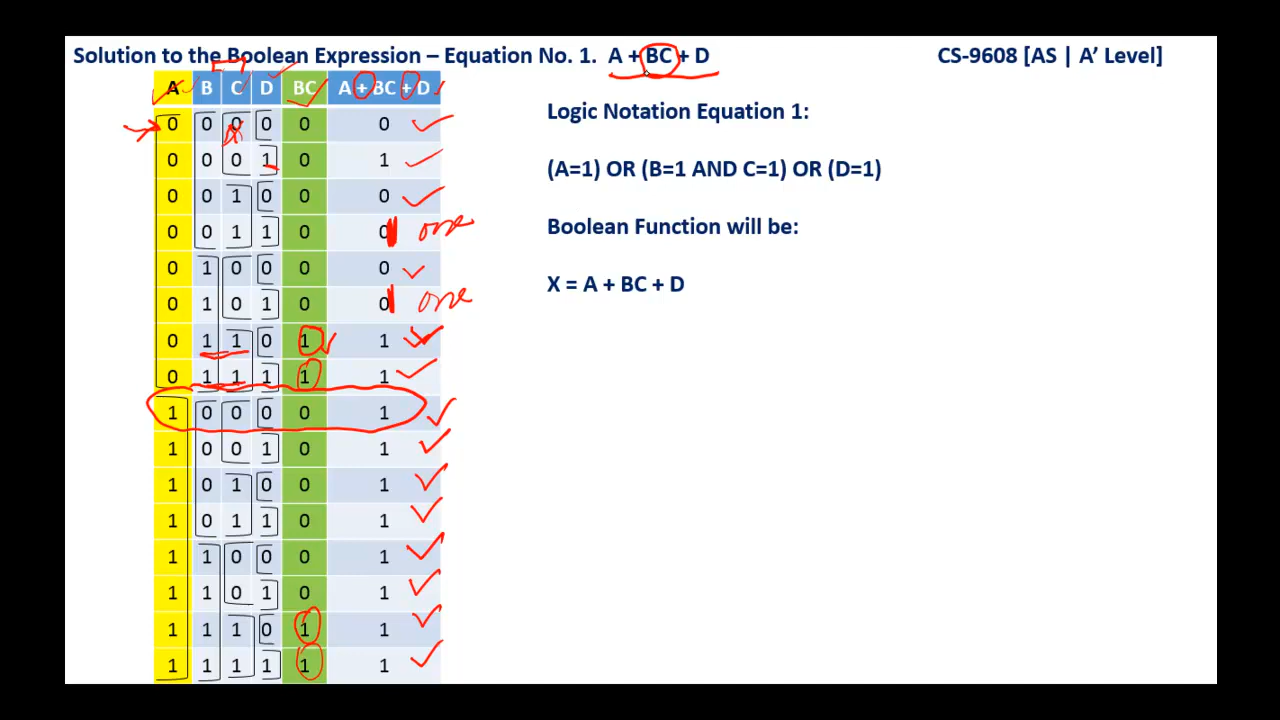 Solution to the Boolean Expression – Equation No. 1. A + BC + D
CS-9608 [AS | A’ Level]
A B C D BC A + BC + D
0 0 0 0 0 0
0 0 0 1 0 1
0 0 1 0 0 0
0 0 1 1 0 0 1 one
0 1 0 0 0 0
0 1 0 1 0 0 1 one
0 1 1 0 1 1
0 1 1 1 1 1
1 0 0 0 0 1
1 0 0 1 0 1
1 0 1 0 0 1
1 0 1 1 0 1
1 1 0 0 0 1
1 1 0 1 0 1
1 1 1 0 1 1
1 1 1 1 1 1
Logic Notation Equation 1:
(A=1) OR (B=1 AND C=1) OR (D=1)
Boolean Function will be:
X = A + BC + D